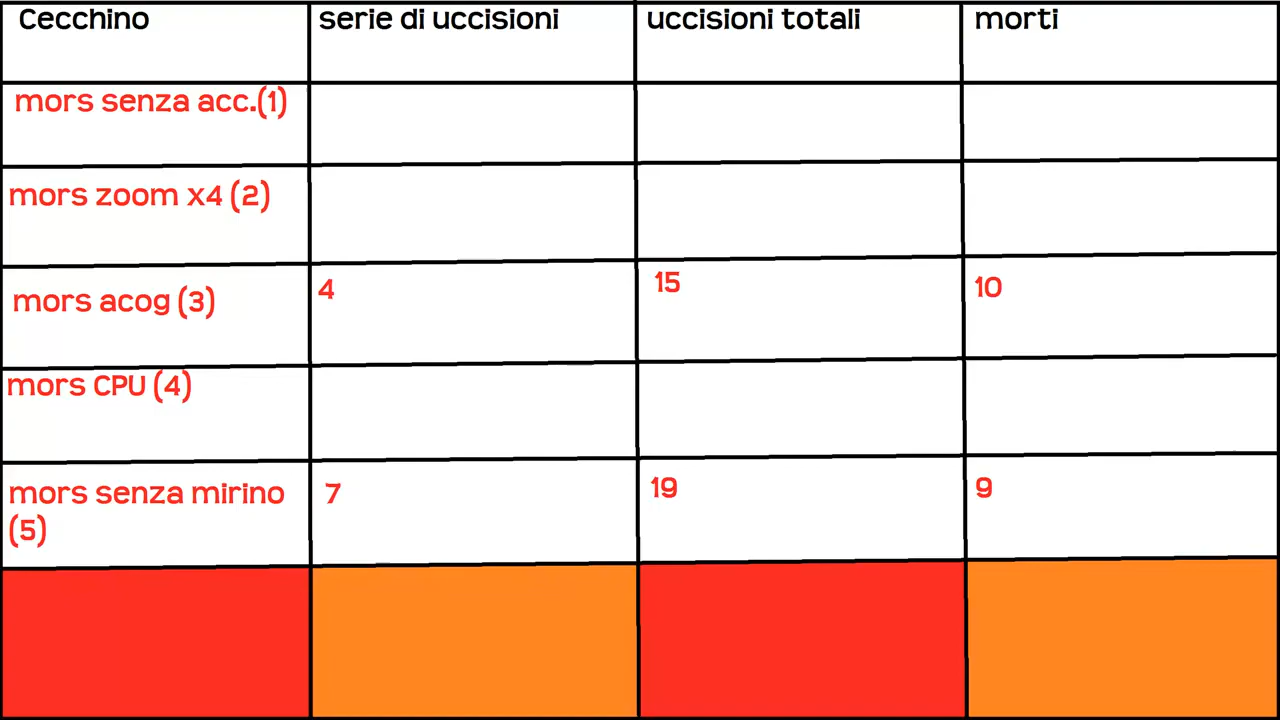 Cecchino
serie di uccisioni
uccisioni totali
morti
mors senza acc.(1)
mors zoom x4 (2)
mors acog (3)
4
15
10
mors CPU (4)
mors senza mirino
(5)
7
19
9